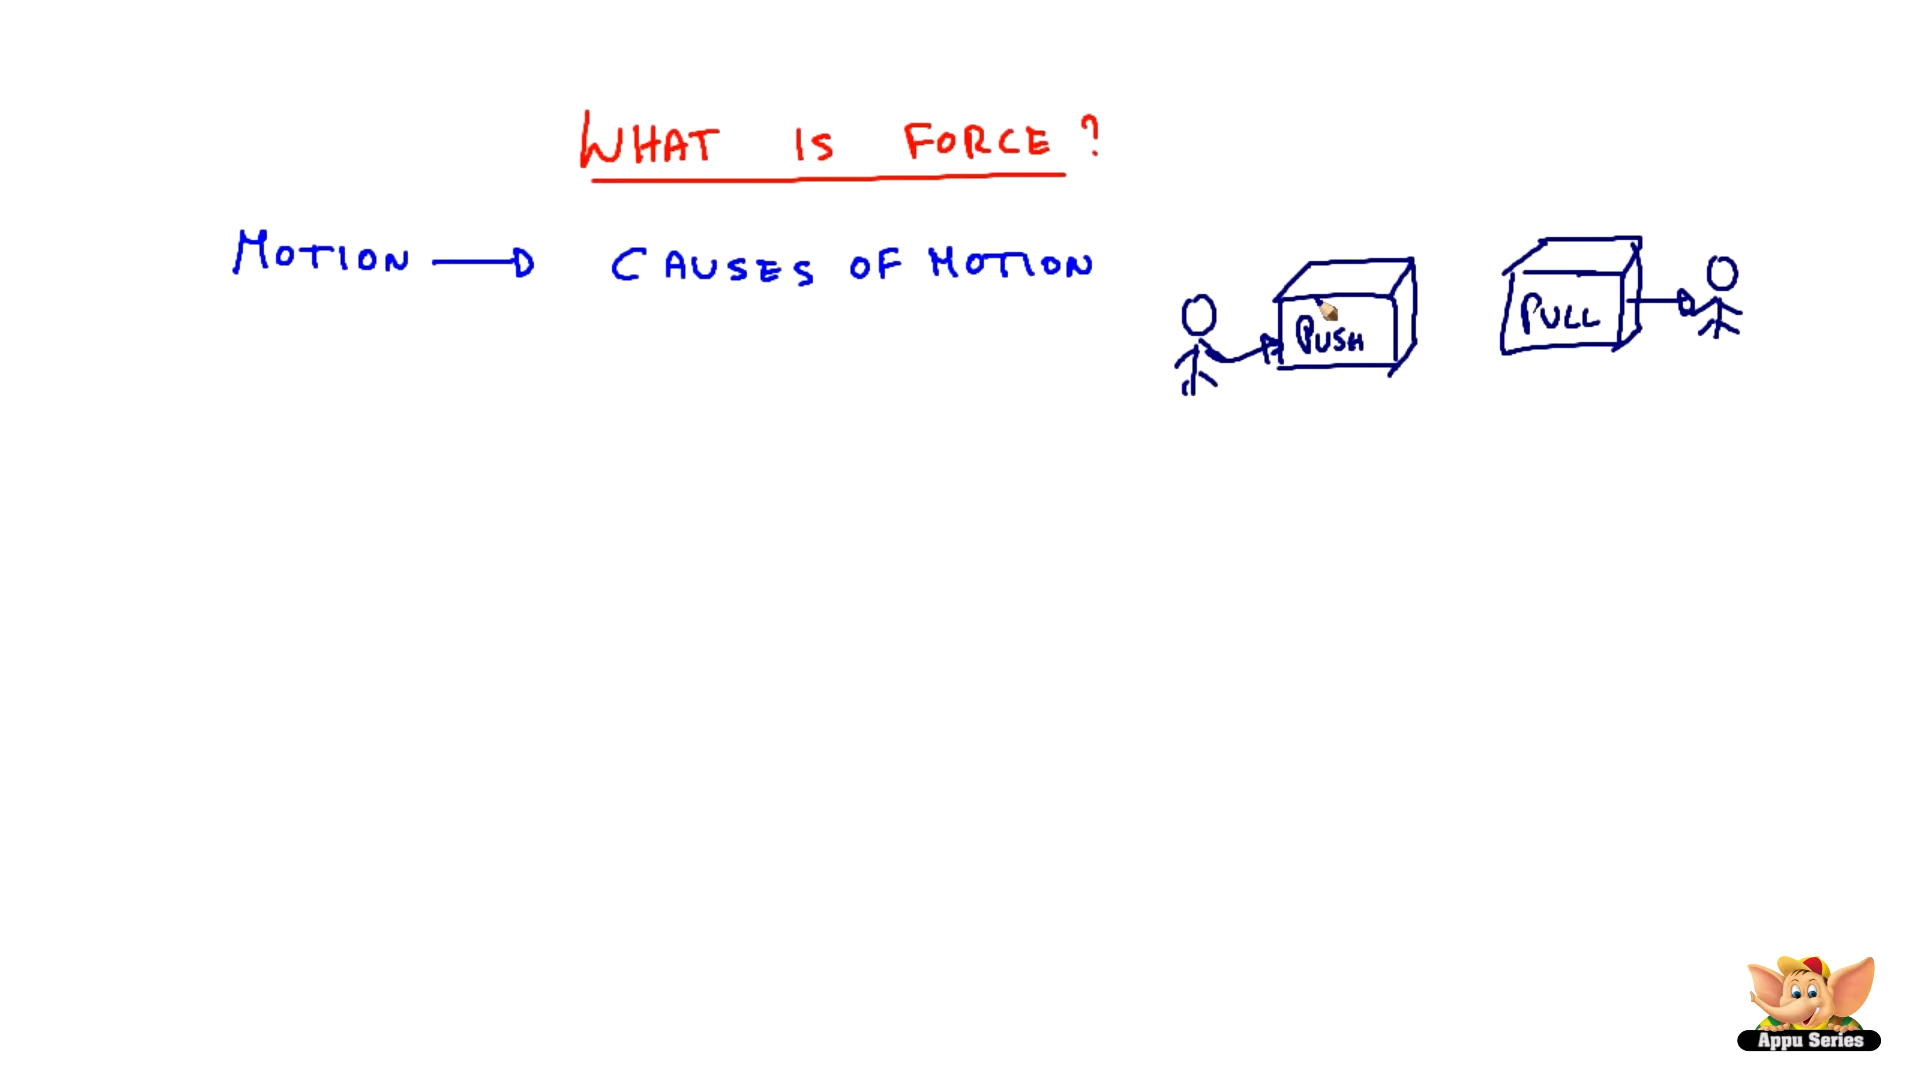 WHAT IS FORCE?
MOTION → CAUSES OF MOTION
PUSH
PULL
Appu Series